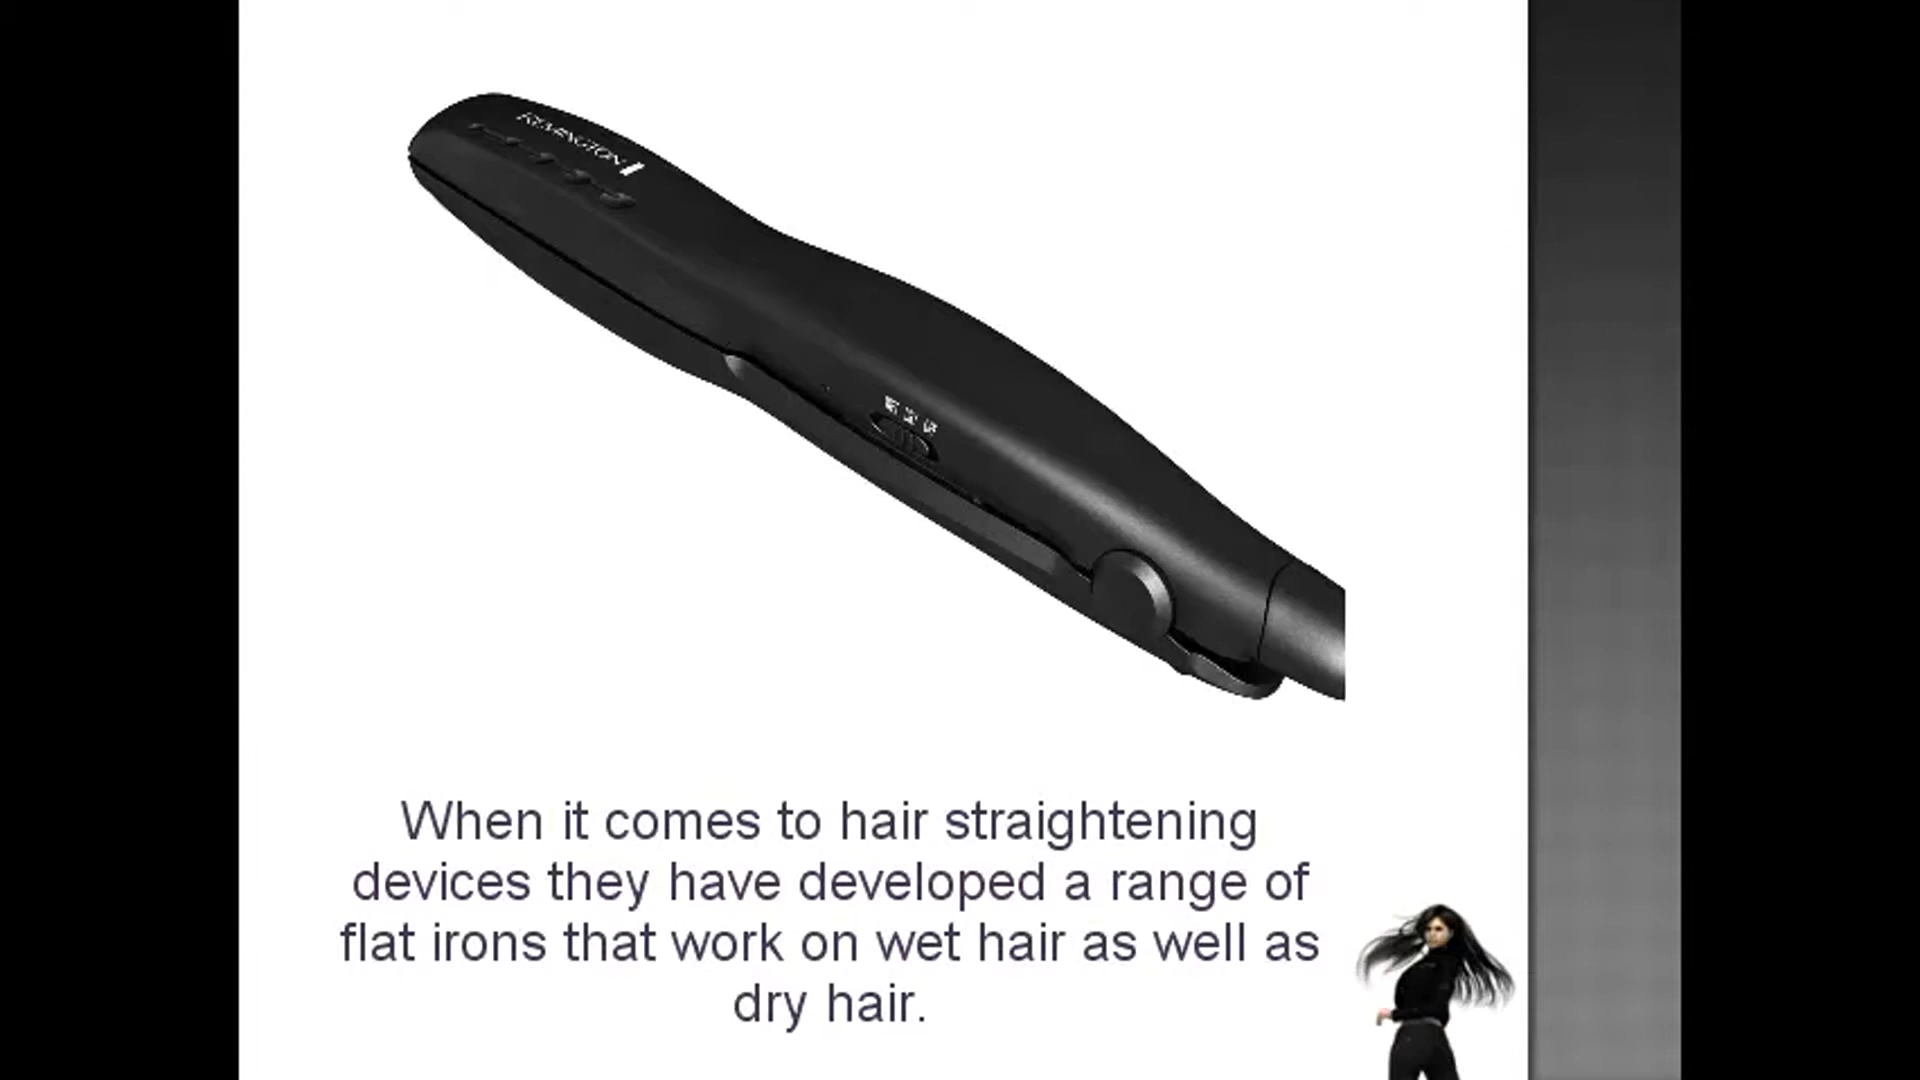 REMINGTON
When it comes to hair straightening
devices they have developed a range of
flat irons that work on wet hair as well as
dry hair.